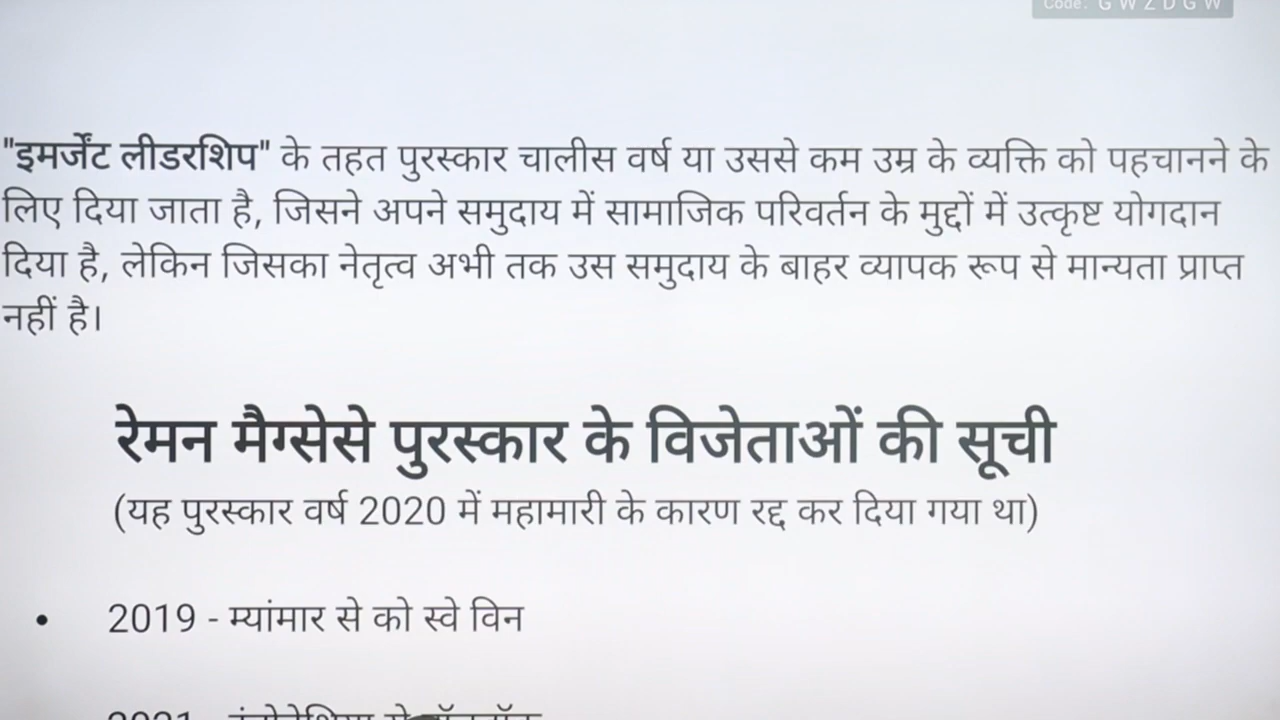 Code: G W Z D G W
"इमर्जेंट लीडरशिप" के तहत पुरस्कार चालीस वर्ष या उससे कम उम्र के व्यक्ति को पहचानने के
लिए दिया जाता है, जिसने अपने समुदाय में सामाजिक परिवर्तन के मुद्दों में उत्कृष्ट योगदान
दिया है, लेकिन जिसका नेतृत्व अभी तक उस समुदाय के बाहर व्यापक रूप से मान्यता प्राप्त
नहीं है।
रेमन मैग्सेसे पुरस्कार के विजेताओं की सूची
(यह पुरस्कार वर्ष 2020 में महामारी के कारण रद्द कर दिया गया था)
• 2019 - म्यांमार से को स्वे विन